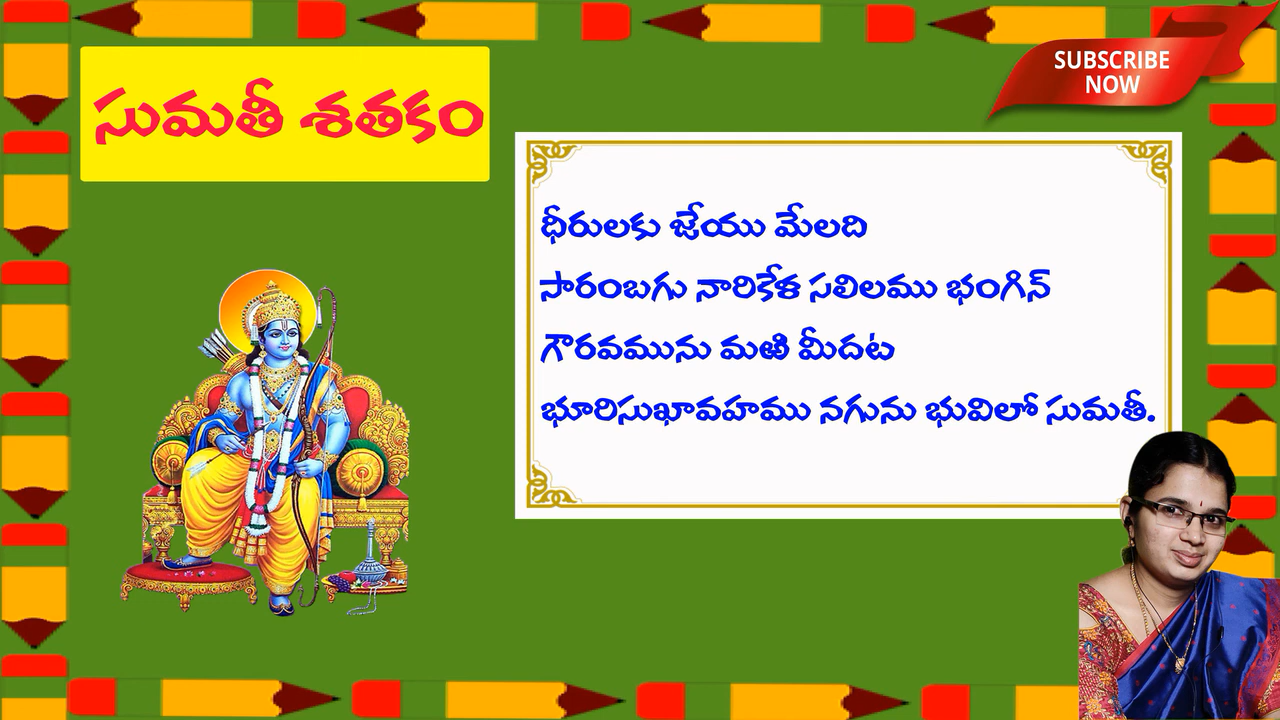 సుమతీ శతకం
SUBSCRIBE
NOW
ధీరులకు జేయు మేలది
సారంబగు నారికేళ సలిలము భంగిన్
గౌరవమును మఱి మీదట
భూరిసుఖావహము నగును భువిలో సుమతీ.